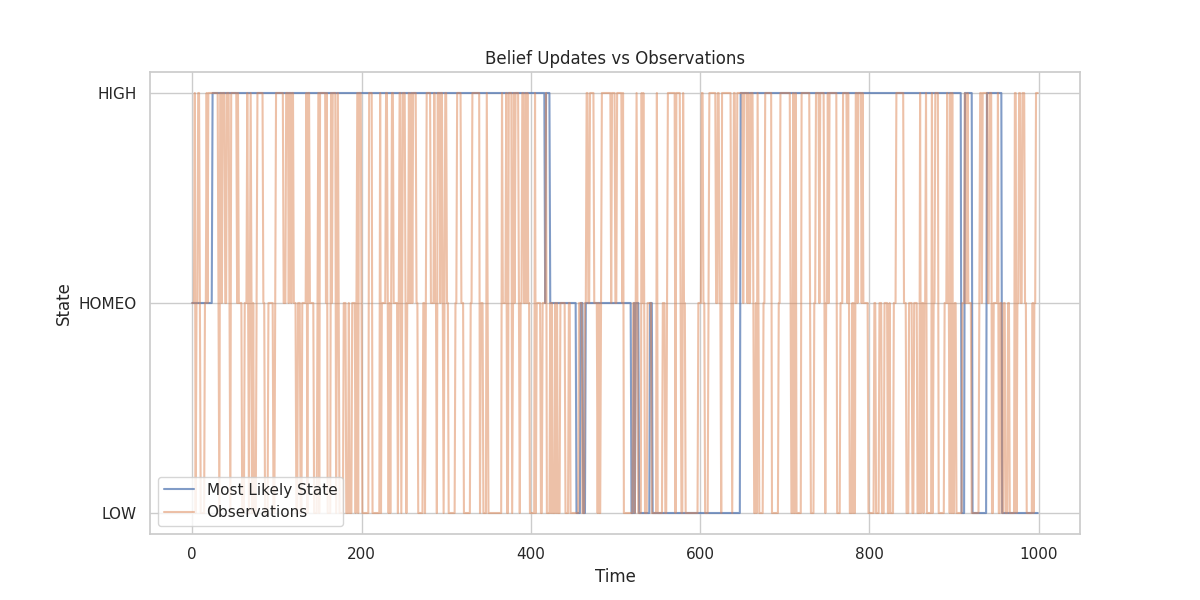 Belief Updates vs Observations
HIGH
HOMEO
LOW
State
Most Likely State
Observations
0 200 400 600 800 1000
Time